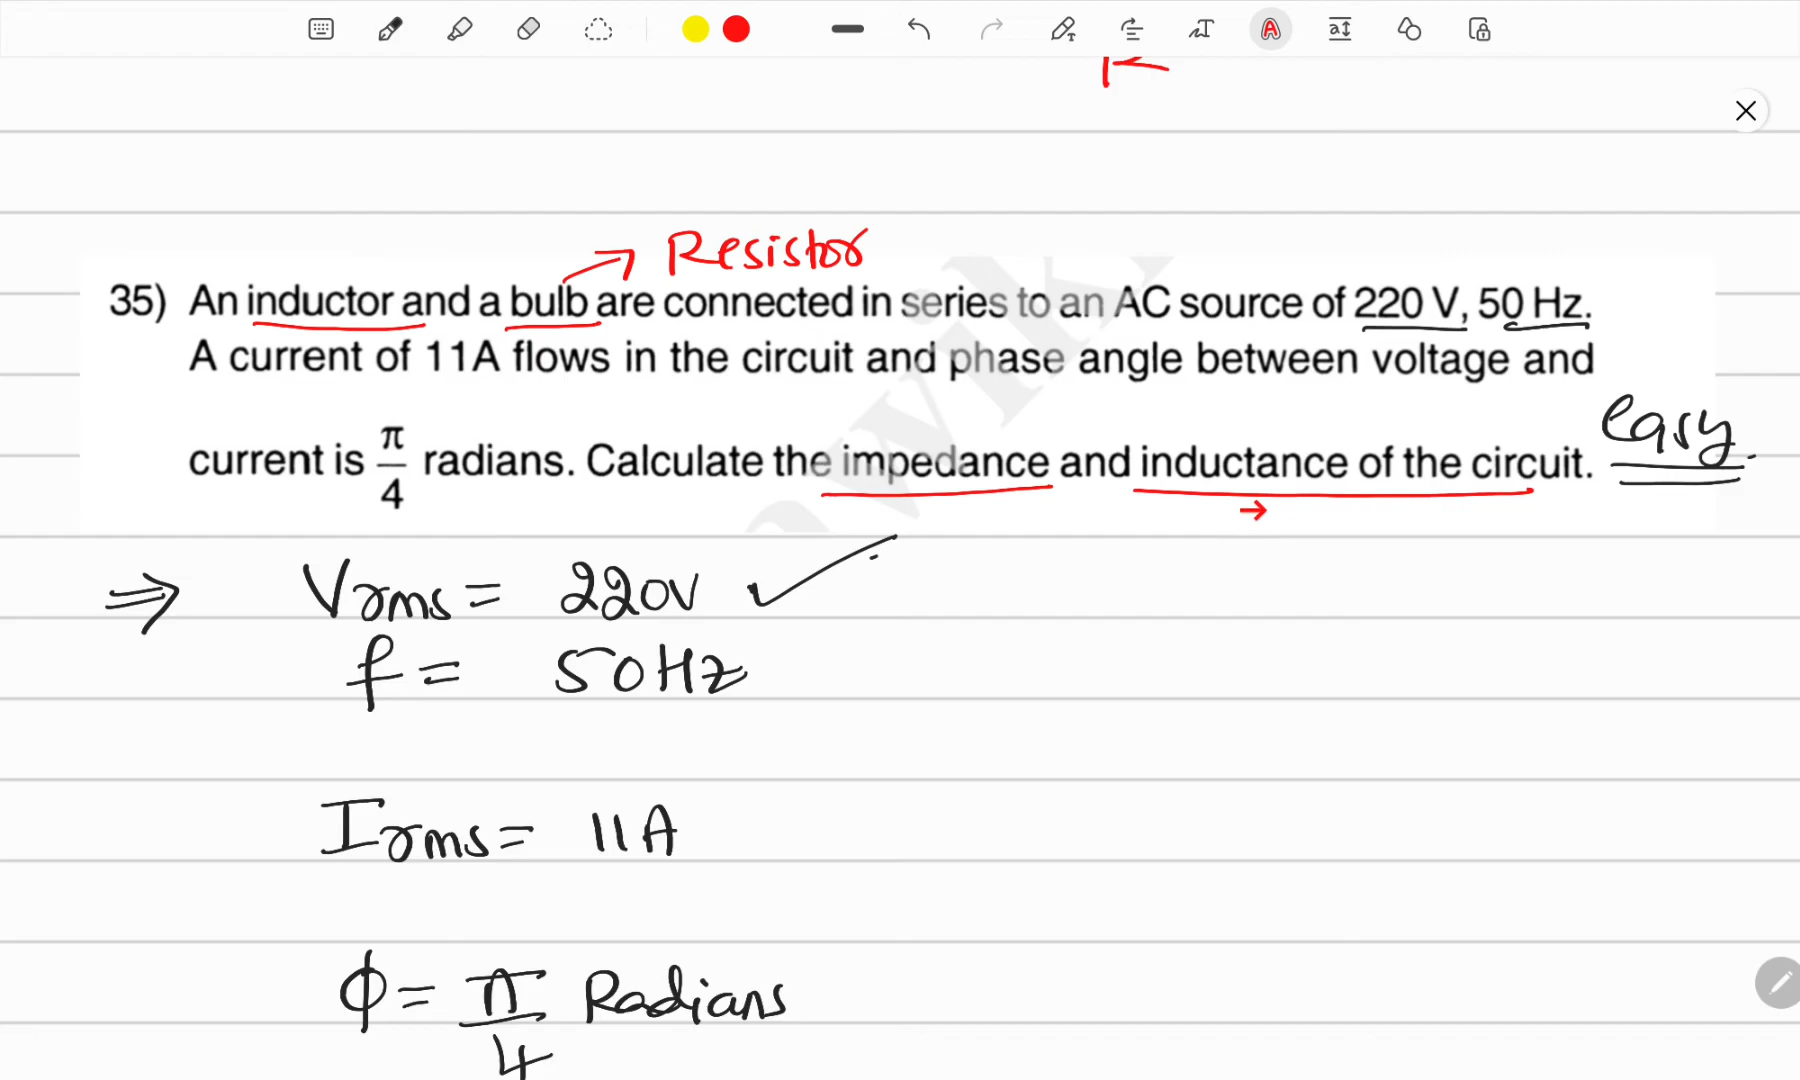 Resistor
35) An inductor and a bulb are connected in series to an AC source of 220 V, 50 Hz.
A current of 11A flows in the circuit and phase angle between voltage and
current is π/4 radians. Calculate the impedance and inductance of the circuit.
easy
⇒ Vrms = 220V
f = 50Hz
Irms = 11A
ϕ = π/4 Radians